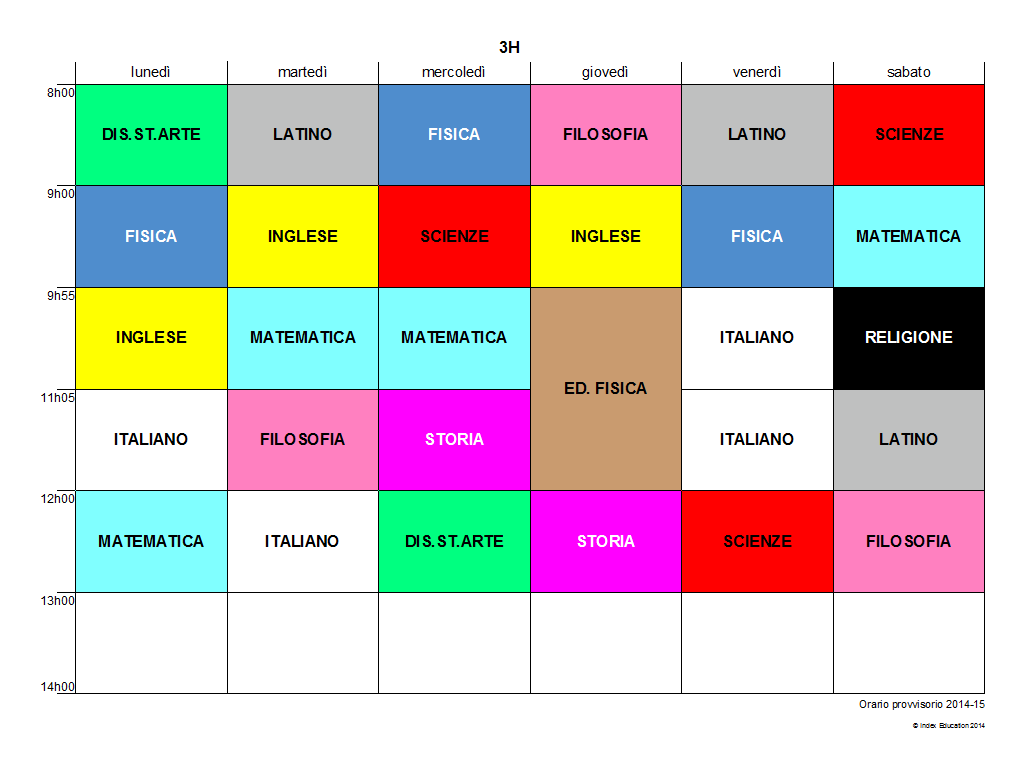 3H
lunedì martedì mercoledì giovedì venerdì sabato
8h00
DIS.ST.ARTE LATINO FISICA FILOSOFIA LATINO SCIENZE
9h00
FISICA INGLESE SCIENZE INGLESE FISICA MATEMATICA
9h55
INGLESE MATEMATICA MATEMATICA ITALIANO RELIGIONE
ED. FISICA
11h05
ITALIANO FILOSOFIA STORIA ITALIANO LATINO
12h00
MATEMATICA ITALIANO DIS.ST.ARTE STORIA SCIENZE FILOSOFIA
13h00
14h00
Orario provvisorio 2014-15
© Index Education 2014